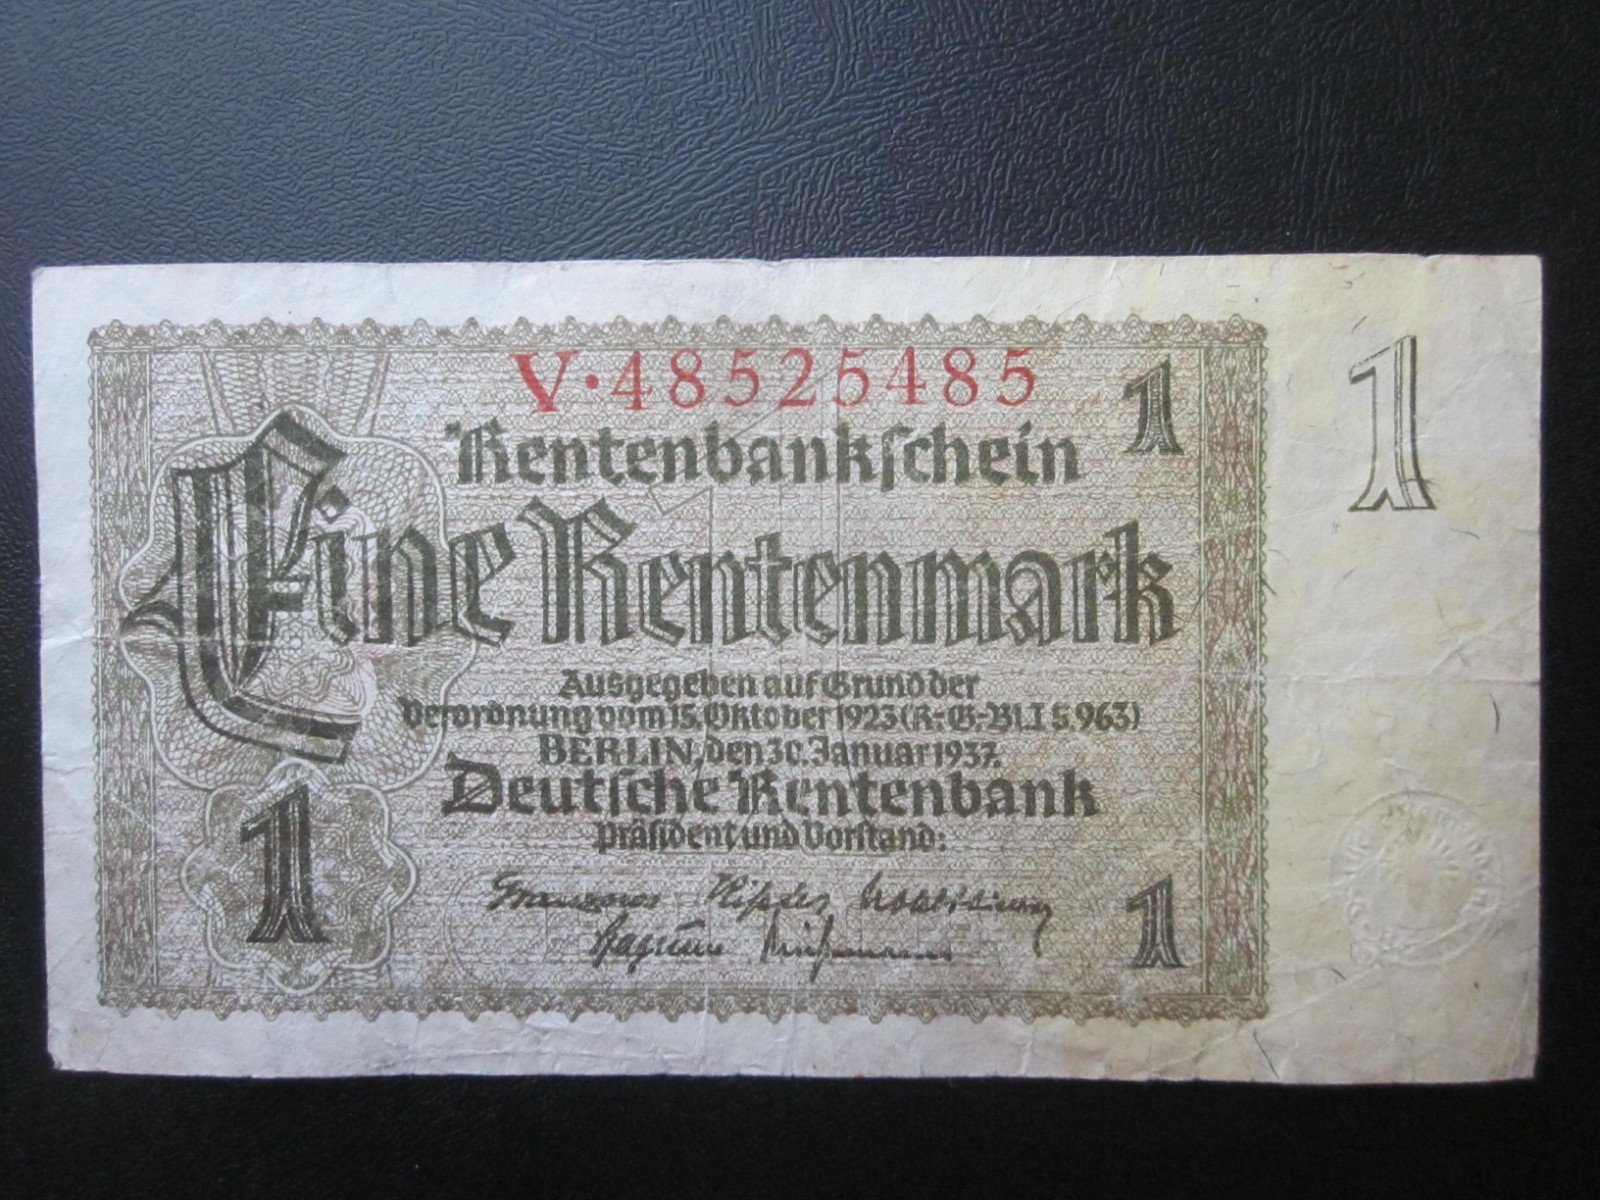 V·48525485
1
1
Rentenbankschein
Eine Rentenmark
Ausgegeben auf Grund der
Verordnung vom 15. Oktober 1923 (R.-G.-Bl. I S. 963)
BERLIN, den 30. Januar 1937.
Deutsche Rentenbank
Präsident und Vorstand:
1
1